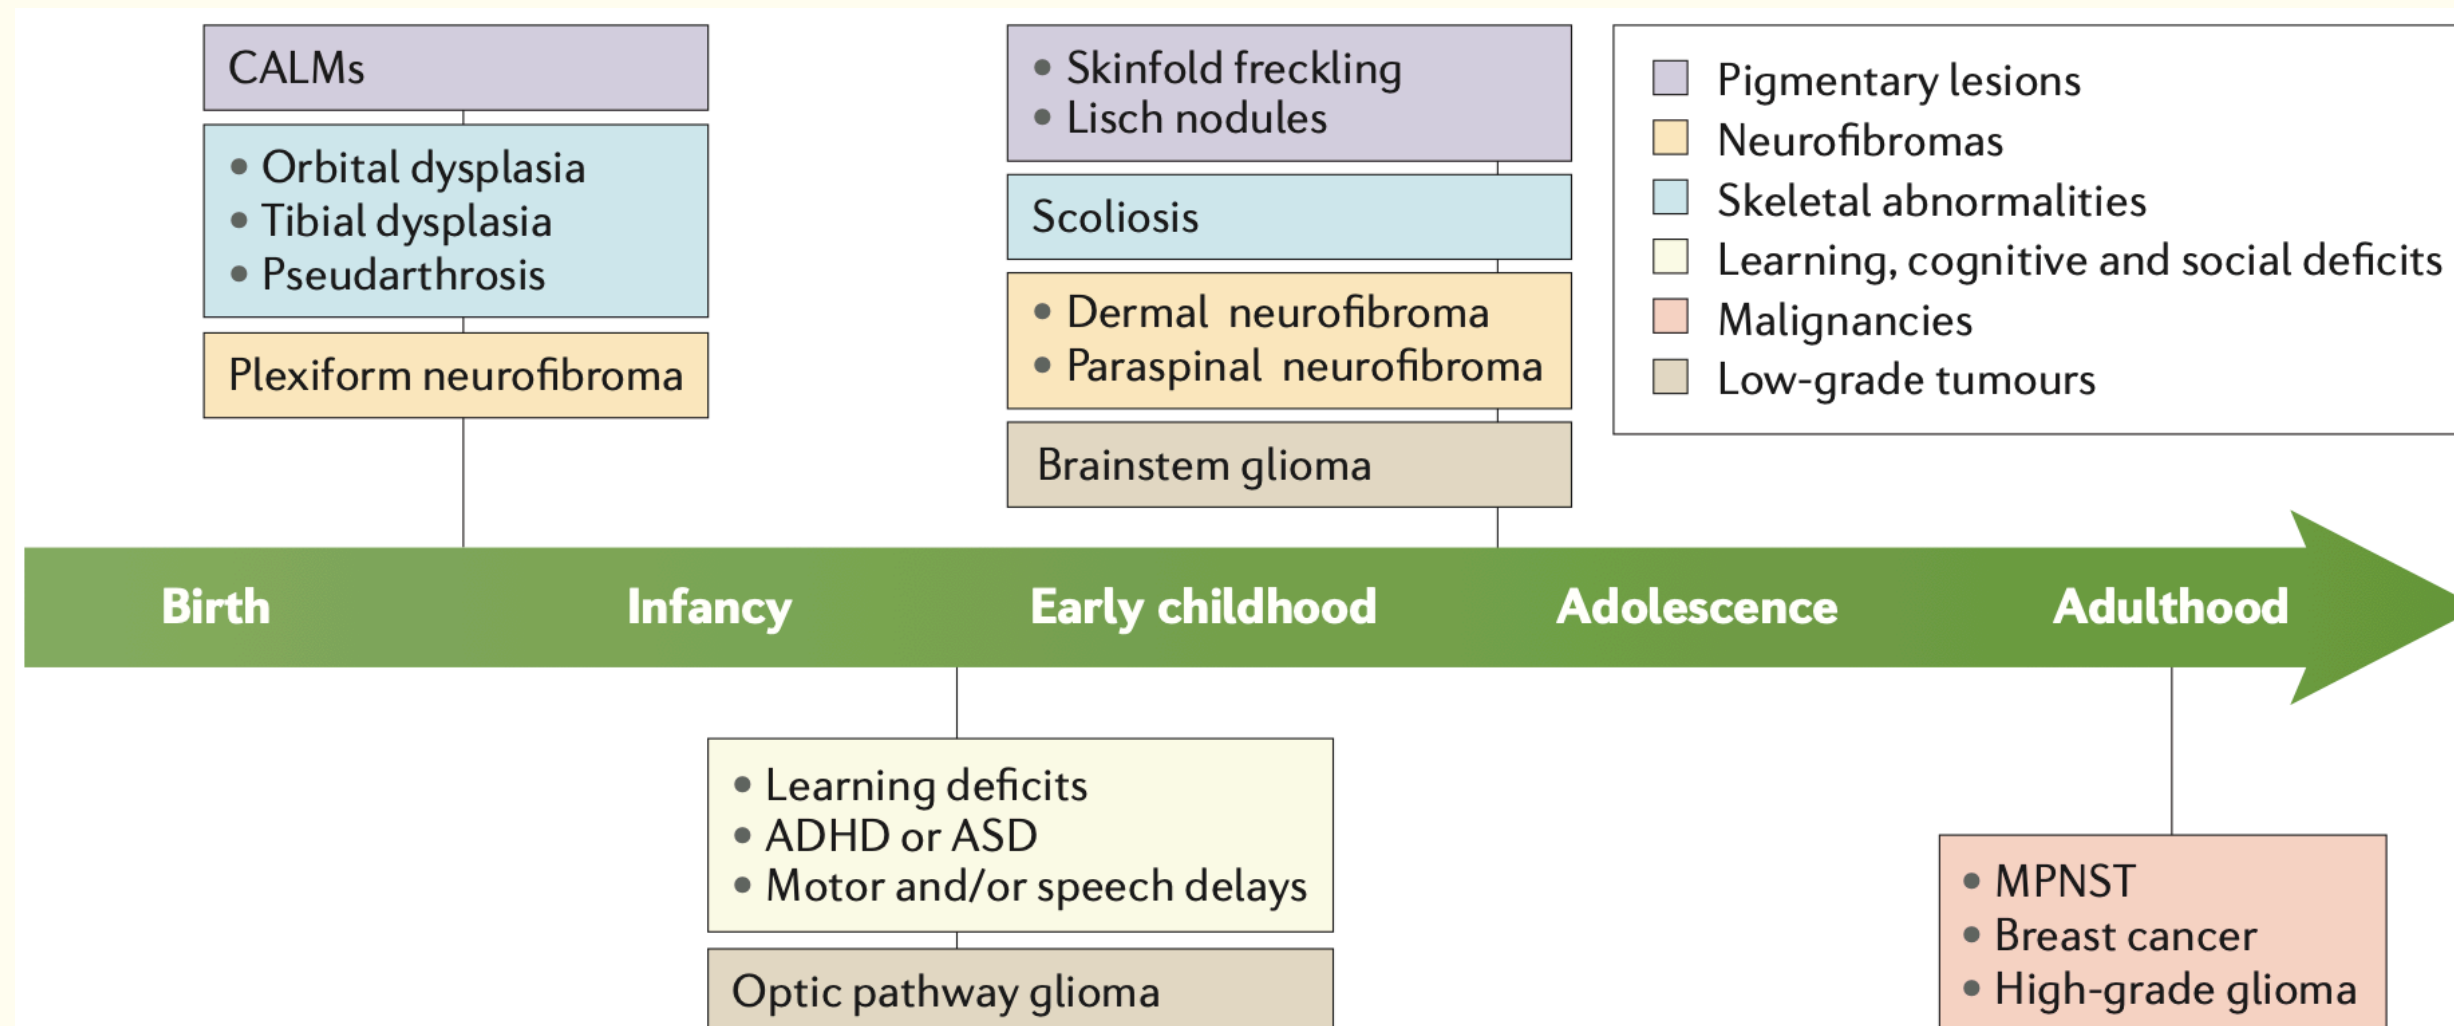 CALMs
• Orbital dysplasia
• Tibial dysplasia
• Pseudarthrosis
Plexiform neurofibroma
• Skinfold freckling
• Lisch nodules
Scoliosis
• Dermal neurofibroma
• Paraspinal neurofibroma
Brainstem glioma
Pigmentary lesions
Neurofibromas
Skeletal abnormalities
Learning, cognitive and social deficits
Malignancies
Low-grade tumours
Birth Infancy Early childhood Adolescence Adulthood
• Learning deficits
• ADHD or ASD
• Motor and/or speech delays
Optic pathway glioma
• MPNST
• Breast cancer
• High-grade glioma